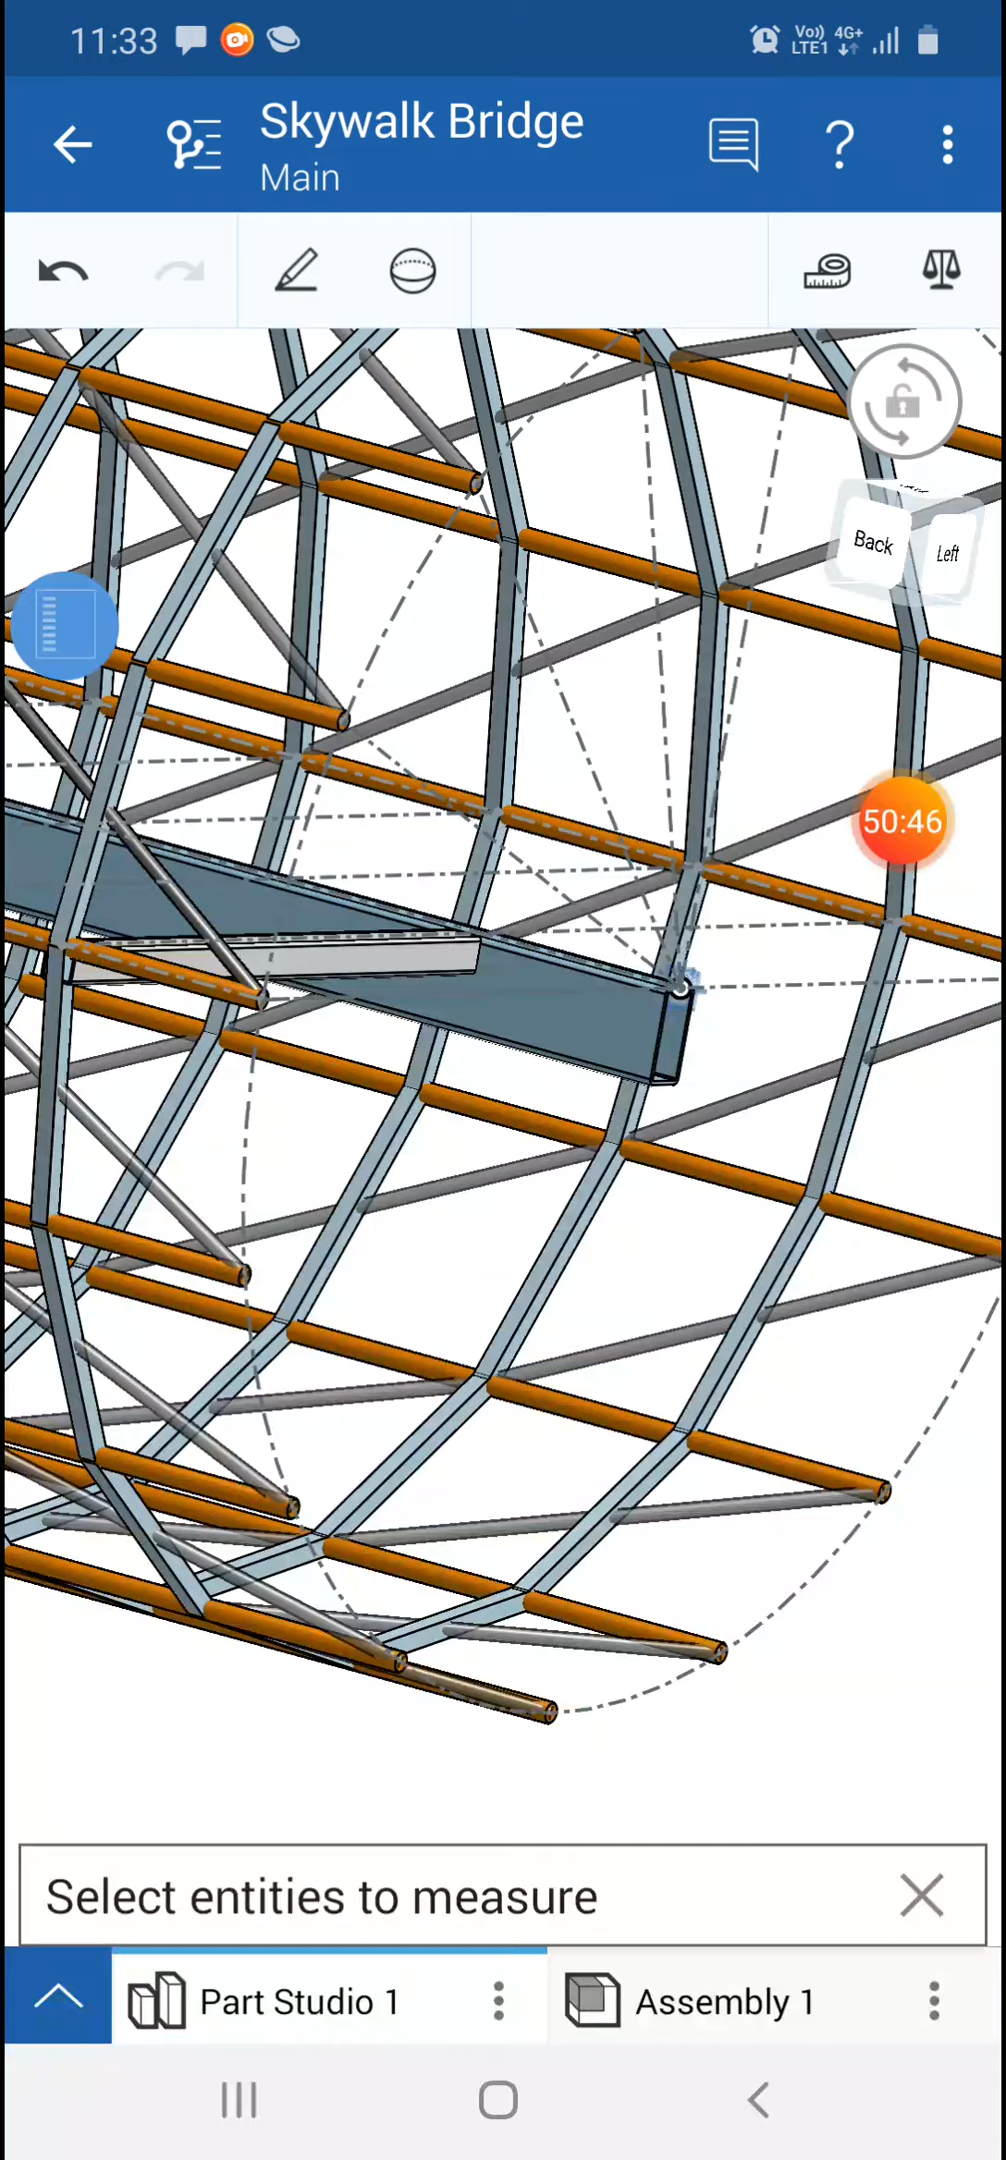 11:33
Vo)) 4G+
LTE1
Skywalk Bridge
Main
?
Back
Left
50:46
Select entities to measure
Part Studio 1
Assembly 1